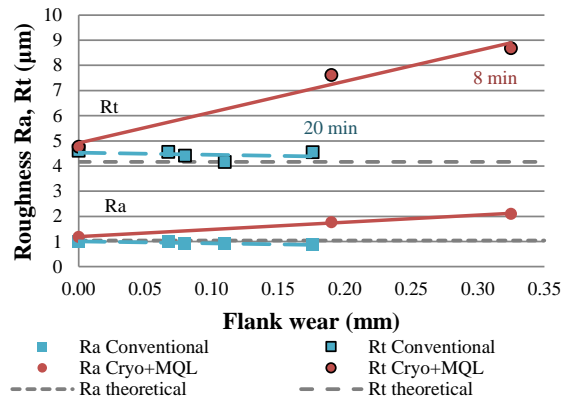 Roughness Ra, Rt (µm)
10
9
8
7
6
5
4
3
2
1
0
Rt
8 min
20 min
Ra
0.00 0.05 0.10 0.15 0.20 0.25 0.30 0.35
Flank wear (mm)
Ra Conventional Rt Conventional
Ra Cryo+MQL Rt Cryo+MQL
Ra theoretical Rt theoretical